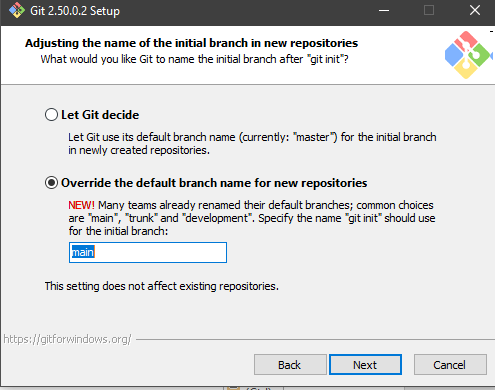 Git 2.50.0.2 Setup
Adjusting the name of the initial branch in new repositories
What would you like Git to name the initial branch after "git init"?
Let Git decide
Let Git use its default branch name (currently: "master") for the initial branch
in newly created repositories.
Override the default branch name for new repositories
NEW! Many teams already renamed their default branches; common choices
are "main", "trunk" and "development". Specify the name "git init" should use
for the initial branch:
main
This setting does not affect existing repositories.
https://gitforwindows.org/
Back
Next
Cancel